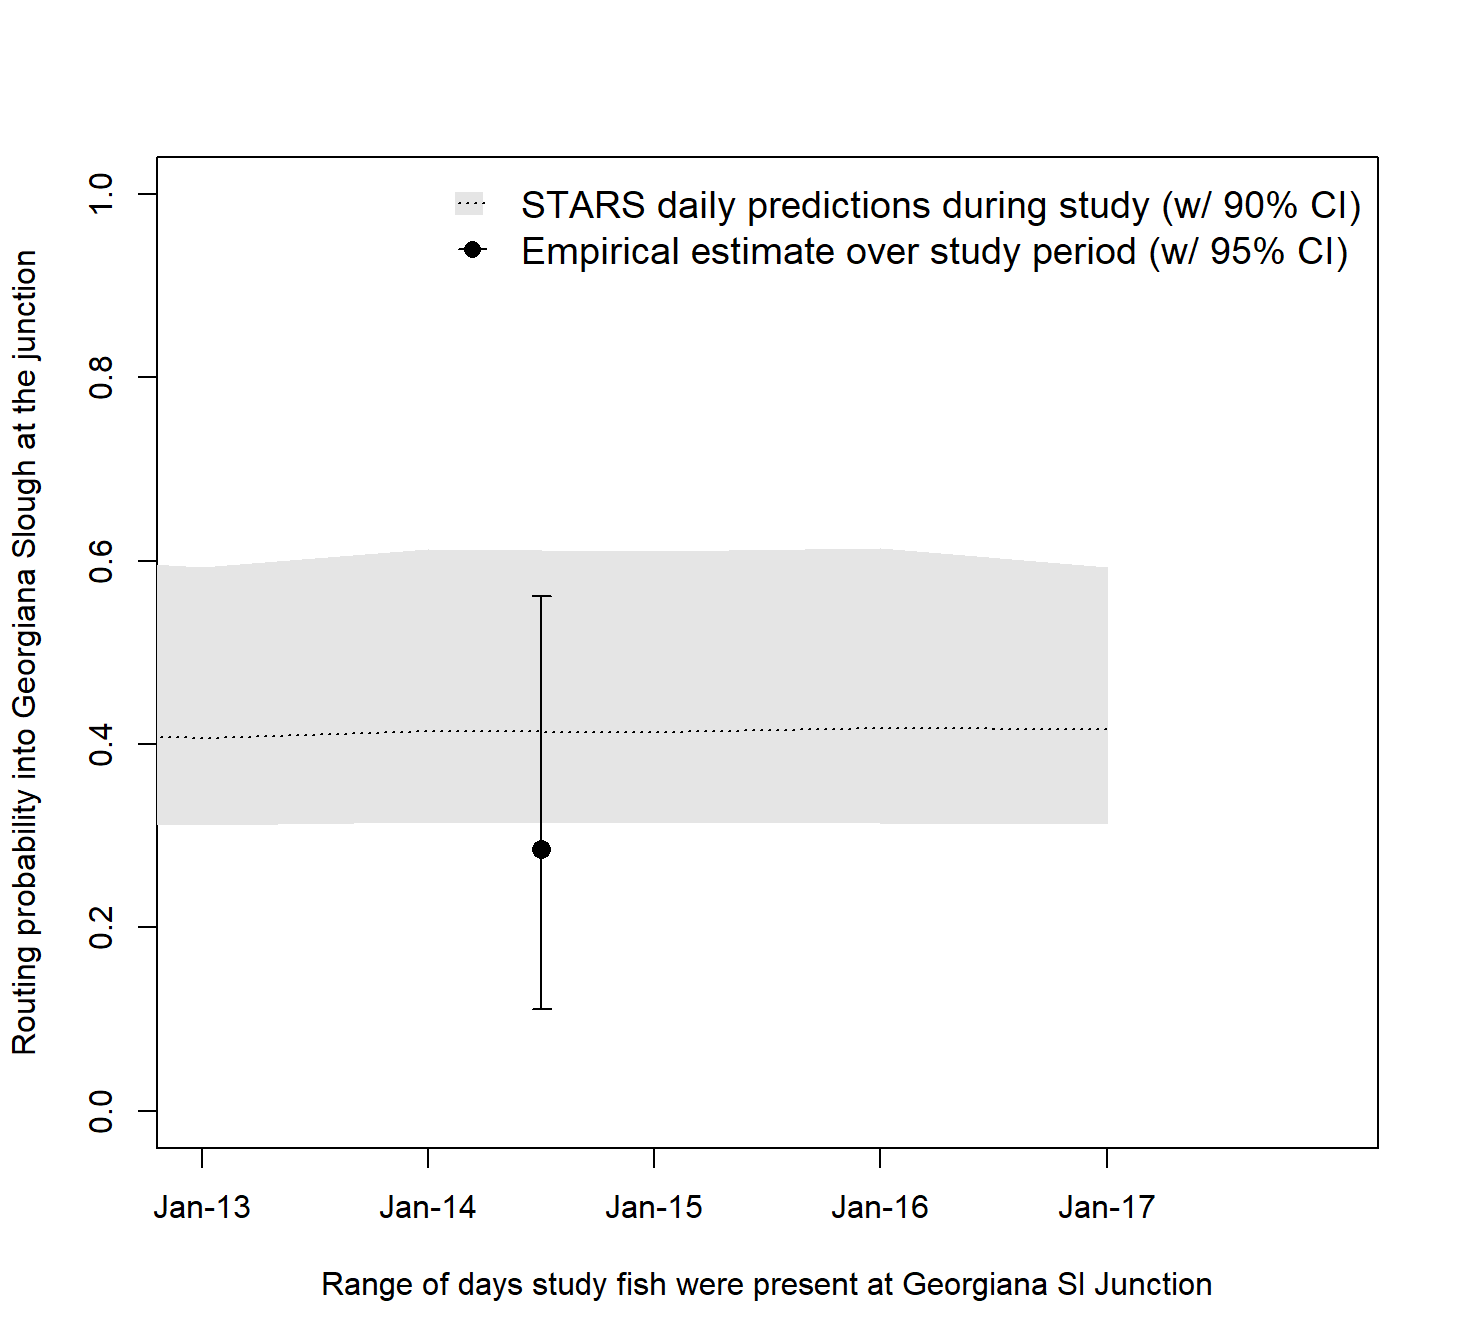 STARS daily predictions during study (w/ 90% CI)
Empirical estimate over study period (w/ 95% CI)
Routing probability into Georgiana Slough at the junction
1.0
0.8
0.6
0.4
0.2
0.0
Jan-13 Jan-14 Jan-15 Jan-16 Jan-17
Range of days study fish were present at Georgiana Sl Junction